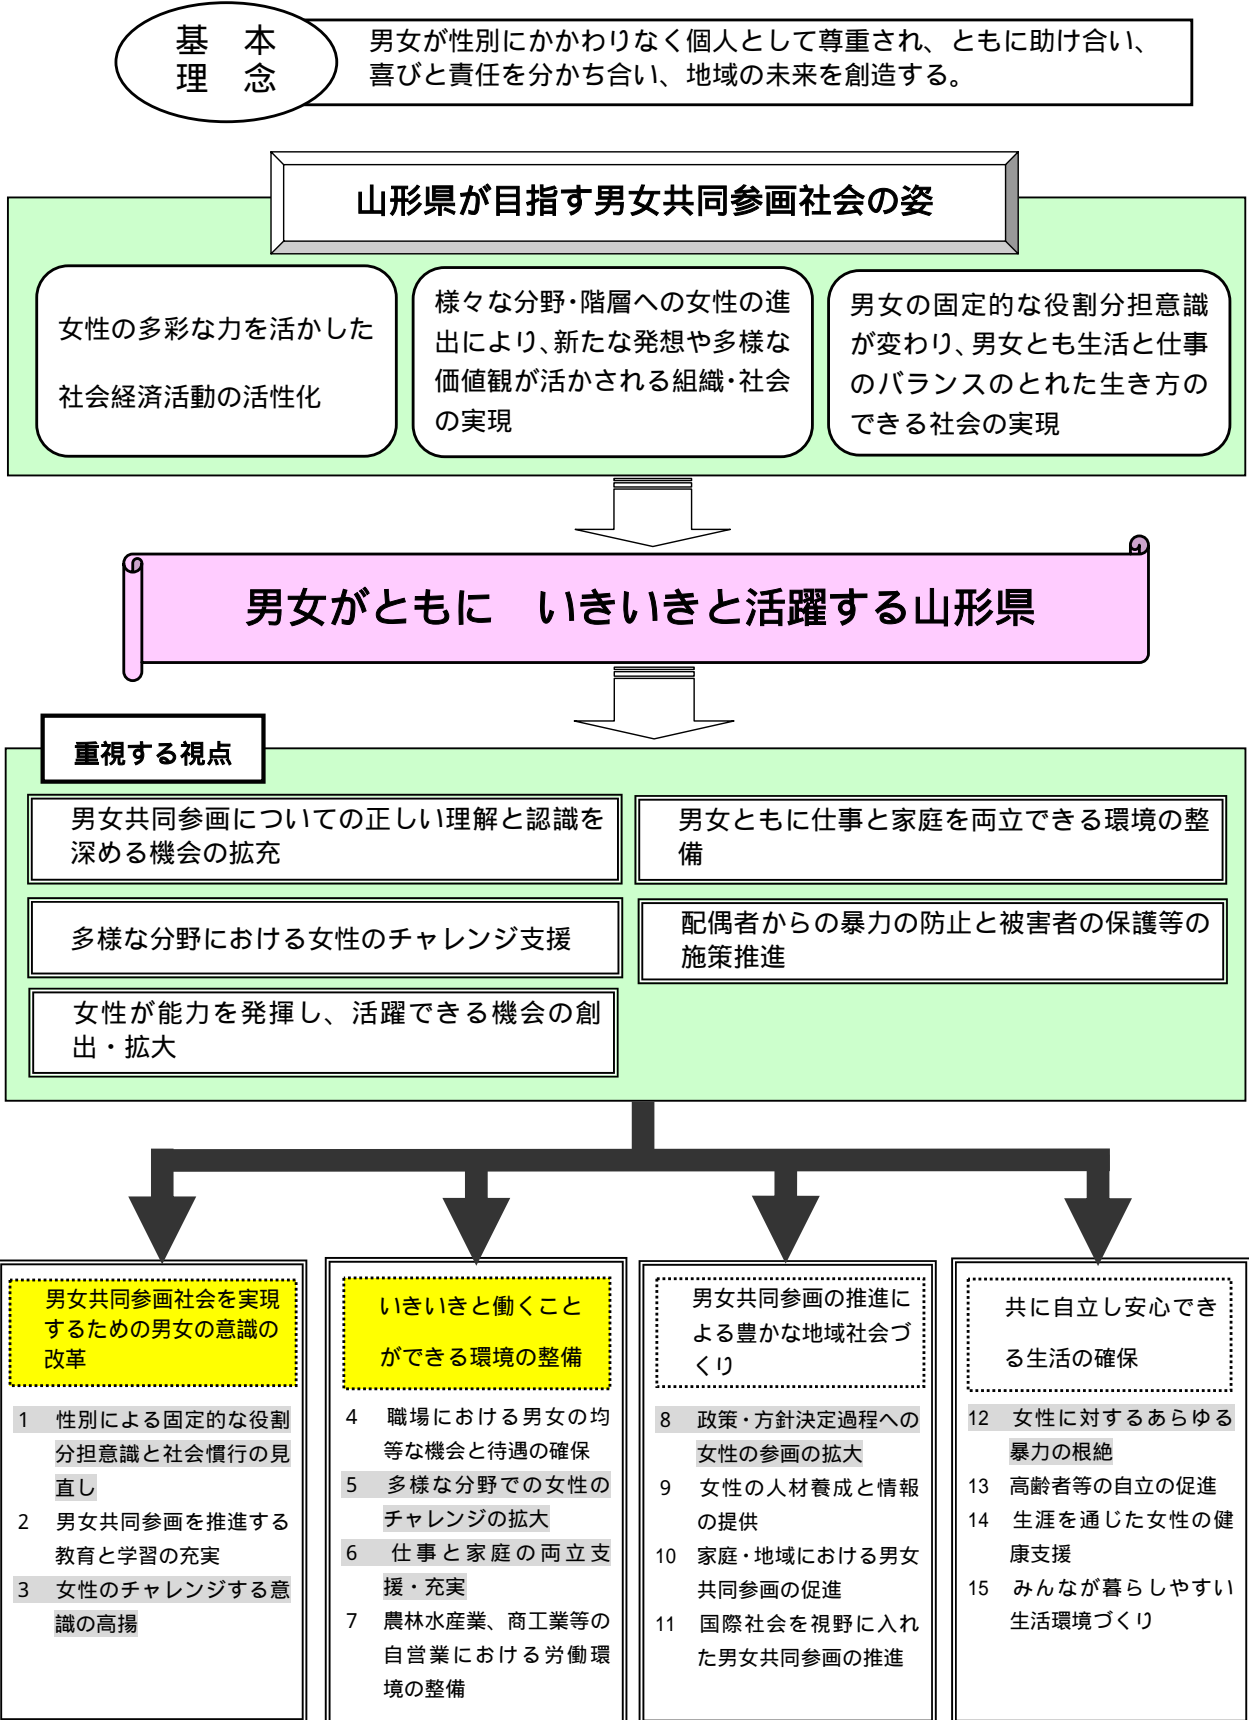 基　本
理　念
男女が性別にかかわりなく個人として尊重され、ともに助け合い、
喜びと責任を分かち合い、地域の未来を創造する。
山形県が目指す男女共同参画社会の姿
女性の多彩な力を活かした
社会経済活動の活性化
様々な分野・階層への女性の進
出により、新たな発想や多様な
価値観が活かされる組織・社会
の実現
男女の固定的な役割分担意識
が変わり、男女とも生活と仕事
のバランスのとれた生き方の
できる社会の実現
男女がともに　いきいきと活躍する山形県
重視する視点
男女共同参画についての正しい理解と認識を
深める機会の拡充
男女ともに仕事と家庭を両立できる環境の整
備
多様な分野における女性のチャレンジ支援
配偶者からの暴力の防止と被害者の保護等の
施策推進
女性が能力を発揮し、活躍できる機会の創
出・拡大
男女共同参画社会を実現
するための男女の意識の
改革
1　性別による固定的な役割
分担意識と社会慣行の見
直し
2　男女共同参画を推進する
教育と学習の充実
3　女性のチャレンジする意
識の高揚
いきいきと働くこと
ができる環境の整備
4　職場における男女の均
等な機会と待遇の確保
5　多様な分野での女性の
チャレンジの拡大
6　仕事と家庭の両立支
援・充実
7　農林水産業、商工業等の
自営業における労働環
境の整備
男女共同参画の推進に
よる豊かな地域社会づ
くり
8　政策・方針決定過程への
女性の参画の拡大
9　女性の人材養成と情報
の提供
10　家庭・地域における男女
共同参画の促進
11　国際社会を視野に入れ
た男女共同参画の推進
共に自立し安心でき
る生活の確保
12　女性に対するあらゆる
暴力の根絶
13　高齢者等の自立の促進
14　生涯を通じた女性の健
康支援
15　みんなが暮らしやすい
生活環境づくり